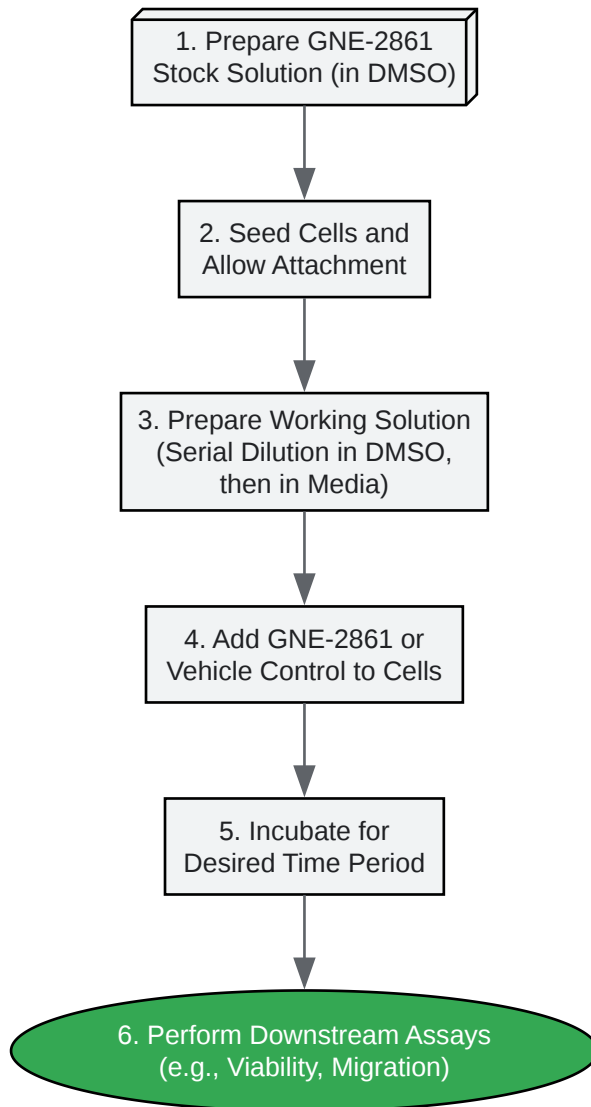 1. Prepare GNE-2861
Stock Solution (in DMSO)
2. Seed Cells and
Allow Attachment
3. Prepare Working Solution
(Serial Dilution in DMSO,
then in Media)
4. Add GNE-2861 or
Vehicle Control to Cells
5. Incubate for
Desired Time Period
6. Perform Downstream Assays
(e.g., Viability, Migration)